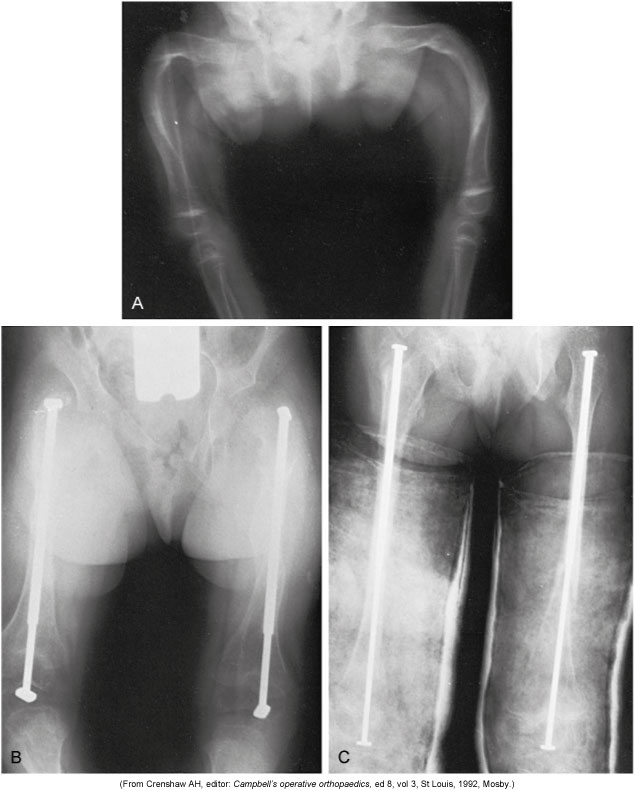 A
B
C
(From Crenshaw AH, editor: Campbell's operative orthopaedics, ed 8, vol 3, St Louis, 1992, Mosby.)